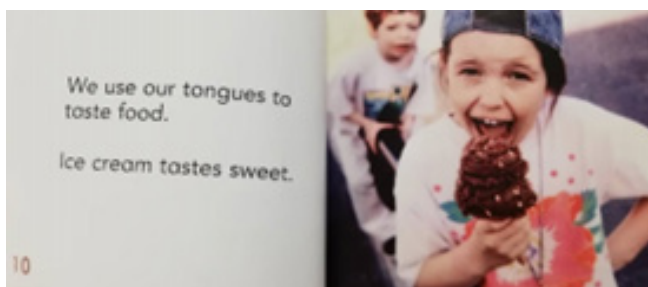 We use our tongues to
taste food.
Ice cream tastes sweet.
10